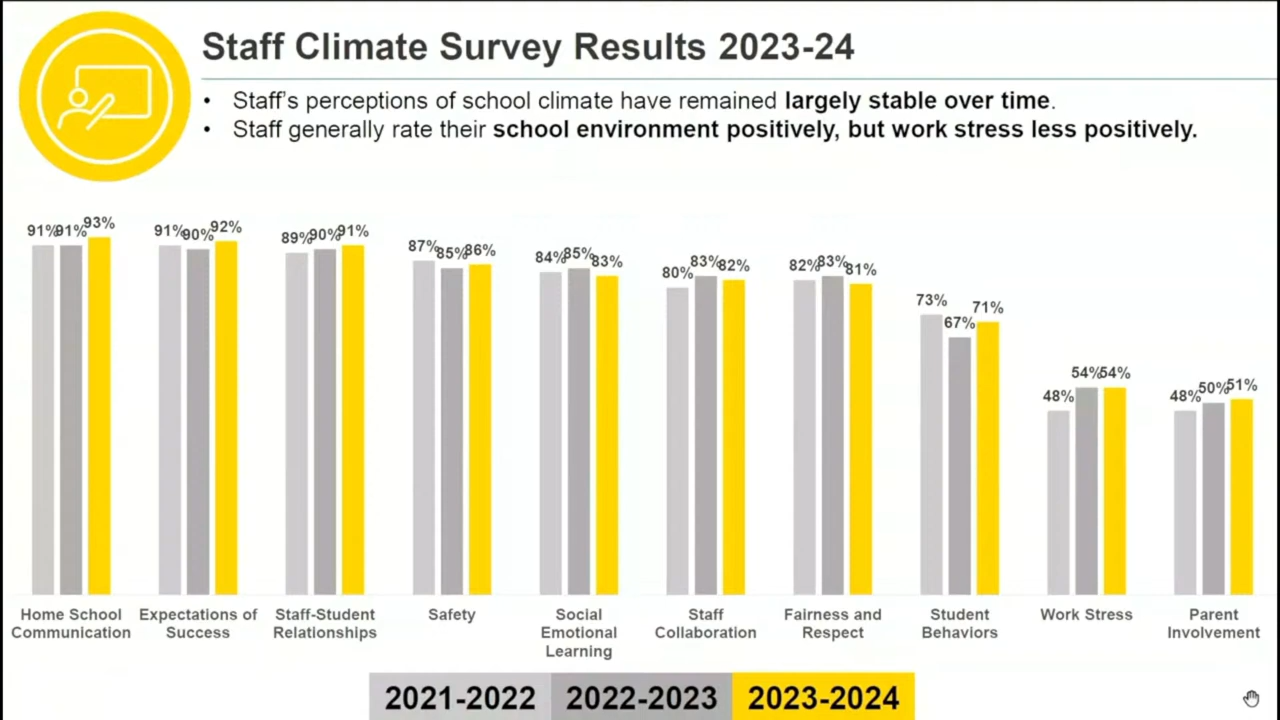 Staff Climate Survey Results 2023-24
• Staff's perceptions of school climate have remained largely stable over time.
• Staff generally rate their school environment positively, but work stress less positively.
91% 91% 93%
91% 90% 92%
89% 90% 91%
87% 85% 86%
84% 85% 83%
80% 83% 82%
82% 83% 81%
73% 67% 71%
48% 54% 54%
48% 50% 51%
Home School
Communication
Expectations of
Success
Staff-Student
Relationships
Safety
Social
Emotional
Learning
Staff
Collaboration
Fairness and
Respect
Student
Behaviors
Work Stress
Parent
Involvement
2021-2022 2022-2023 2023-2024